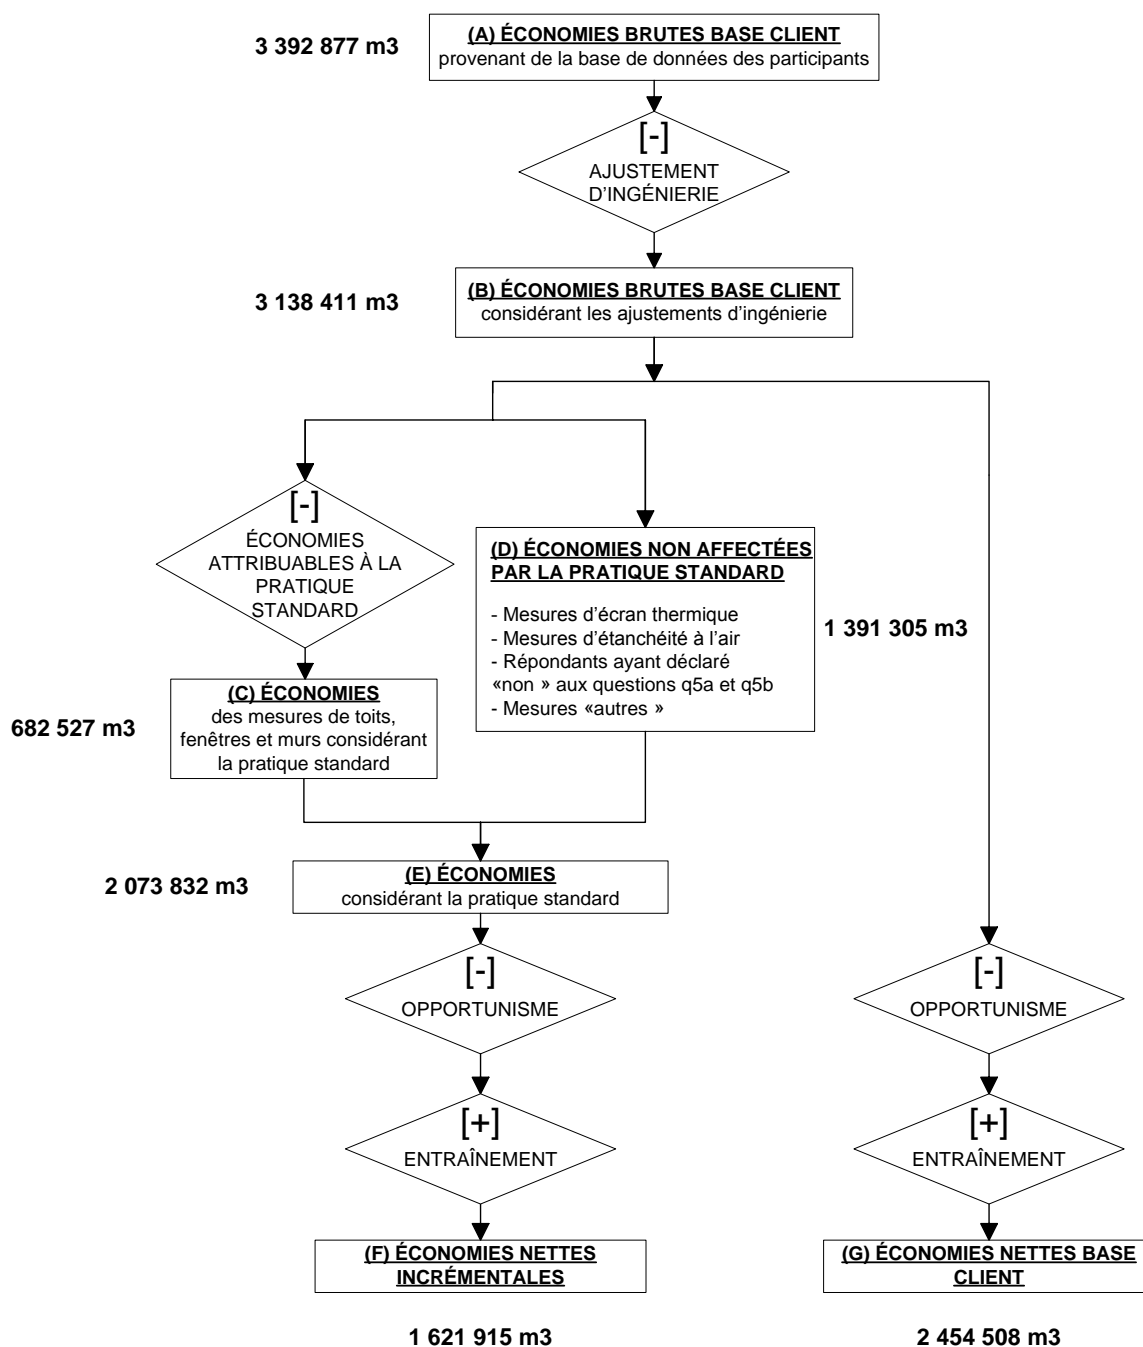 3 392 877 m3
(A) ÉCONOMIES BRUTES BASE CLIENT
provenant de la base de données des participants
[-]
AJUSTEMENT
D’INGÉNIERIE
3 138 411 m3
(B) ÉCONOMIES BRUTES BASE CLIENT
considérant les ajustements d’ingénierie
[-]
ÉCONOMIES
ATTRIBUABLES À LA
PRATIQUE
STANDARD
(D) ÉCONOMIES NON AFFECTÉES
PAR LA PRATIQUE STANDARD
- Mesures d’écran thermique
- Mesures d’étanchéité à l’air
- Répondants ayant déclaré
«non » aux questions q5a et q5b
- Mesures «autres »
1 391 305 m3
682 527 m3
(C) ÉCONOMIES
des mesures de toits,
fenêtres et murs considérant
la pratique standard
2 073 832 m3
(E) ÉCONOMIES
considérant la pratique standard
[-]
OPPORTUNISME
[-]
OPPORTUNISME
[+]
ENTRAÎNEMENT
[+]
ENTRAÎNEMENT
(F) ÉCONOMIES NETTES
INCRÉMENTALES
(G) ÉCONOMIES NETTES BASE
CLIENT
1 621 915 m3
2 454 508 m3